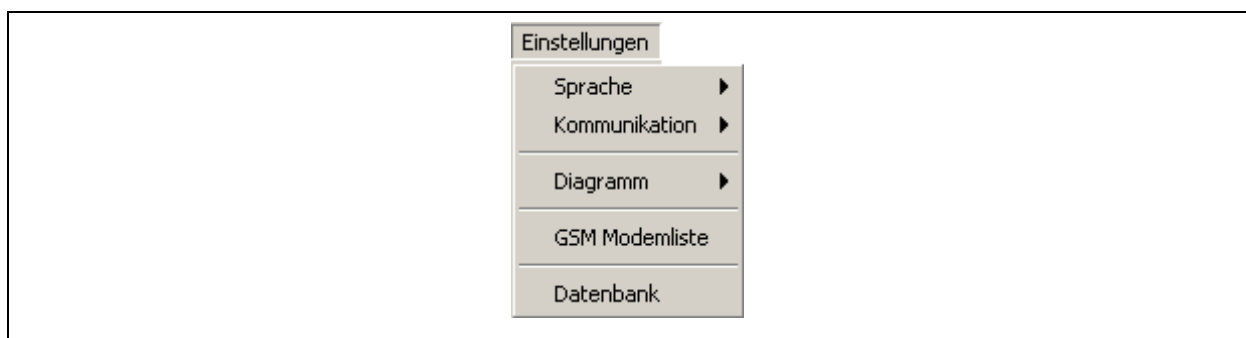 Einstellungen
Sprache
Kommunikation
Diagramm
GSM Modemliste
Datenbank